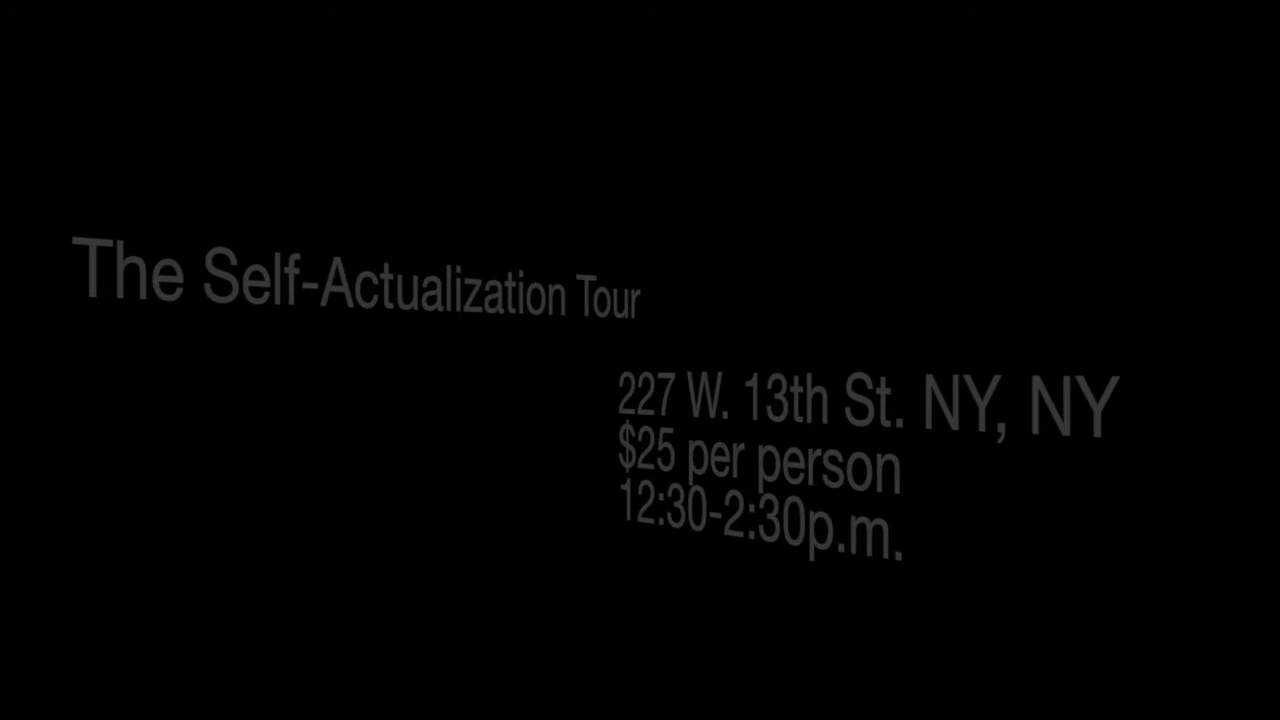 The Self-Actualization Tour
227 W. 13th St. NY, NY
$25 per person
12:30-2:30p.m.